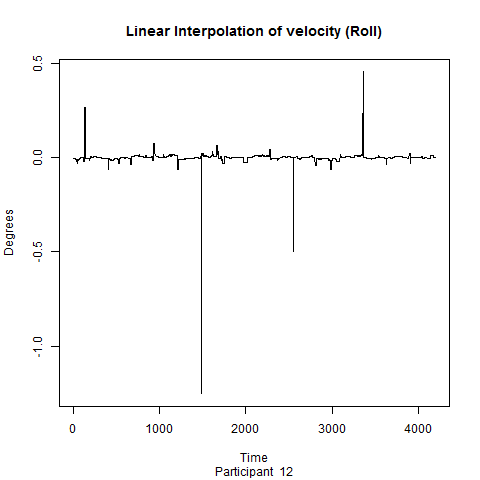 Linear Interpolation of velocity (Roll)
Degrees
0.5
0.0
-0.5
-1.0
0 1000 2000 3000 4000
Time
Participant 12